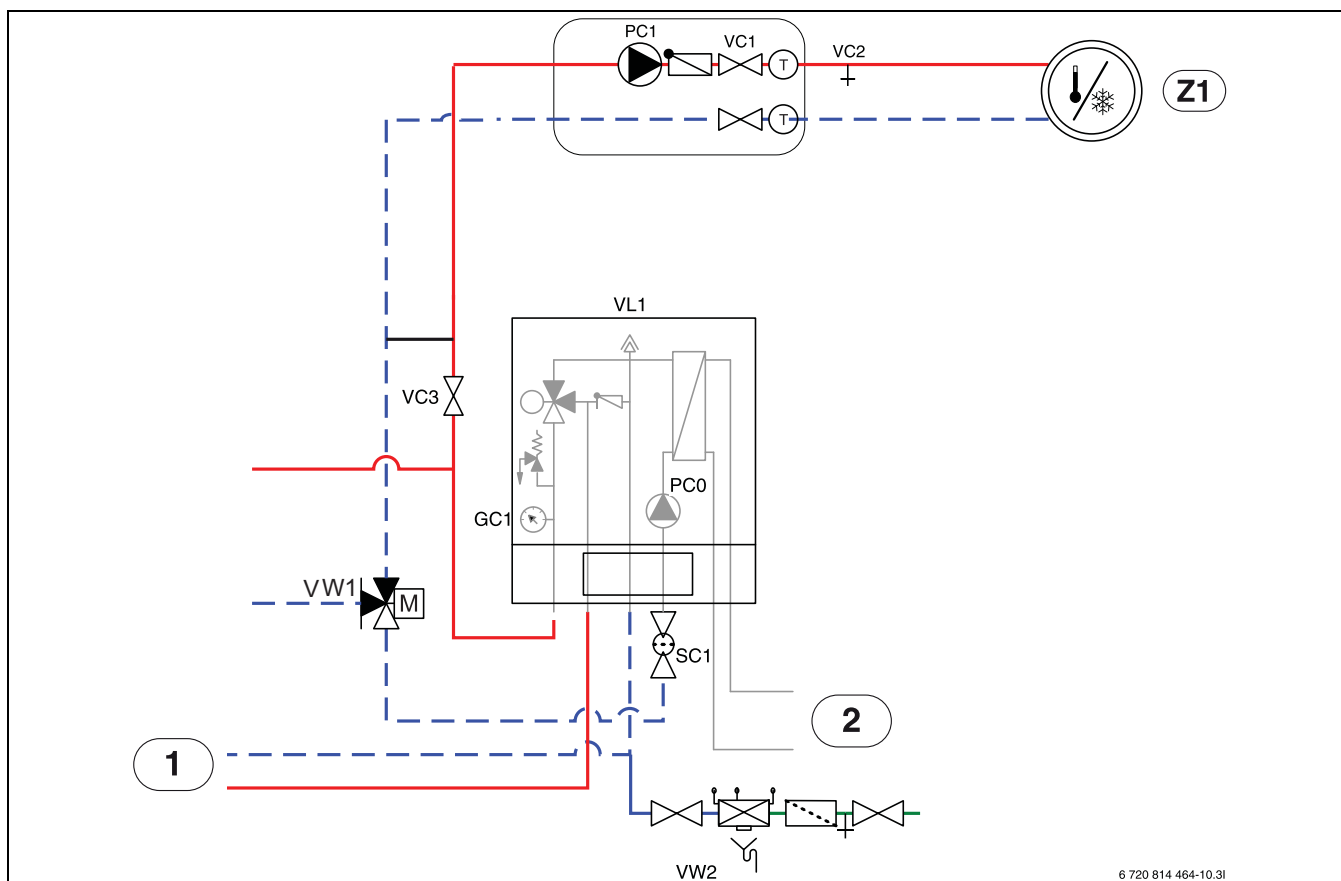 PC1
VC1
VC2
T
Z1
T
VL1
VC3
PC0
GC1
VW1
M
SC1
2
1
VW2
6 720 814 464-10.3I